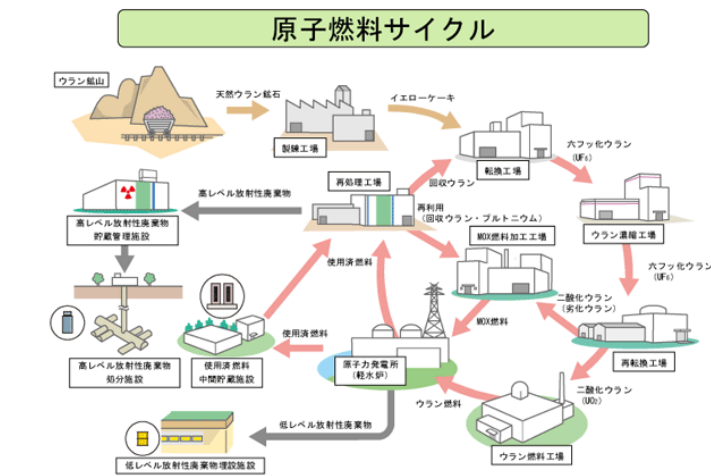 原子燃料サイクル
ウラン鉱山
天然ウラン鉱石
イエローケーキ
製錬工場
転換工場
六フッ化ウラン
(UF₆)
再処理工場
回収ウラン
高レベル放射性廃棄物
再利用
(回収ウラン・プルトニウム)
高レベル放射性廃棄物
貯蔵管理施設
MOX燃料加工工場
ウラン濃縮工場
使用済燃料
使用済燃料
六フッ化ウラン
(UF₆)
二酸化ウラン
(劣化ウラン)
MOX燃料
使用済燃料
再転換工場
高レベル放射性廃棄物
処分施設
使用済燃料
中間貯蔵施設
原子力発電所
(軽水炉)
ウラン燃料
二酸化ウラン
(UO₂)
低レベル放射性廃棄物
ウラン燃料工場
低レベル放射性廃棄物埋設施設